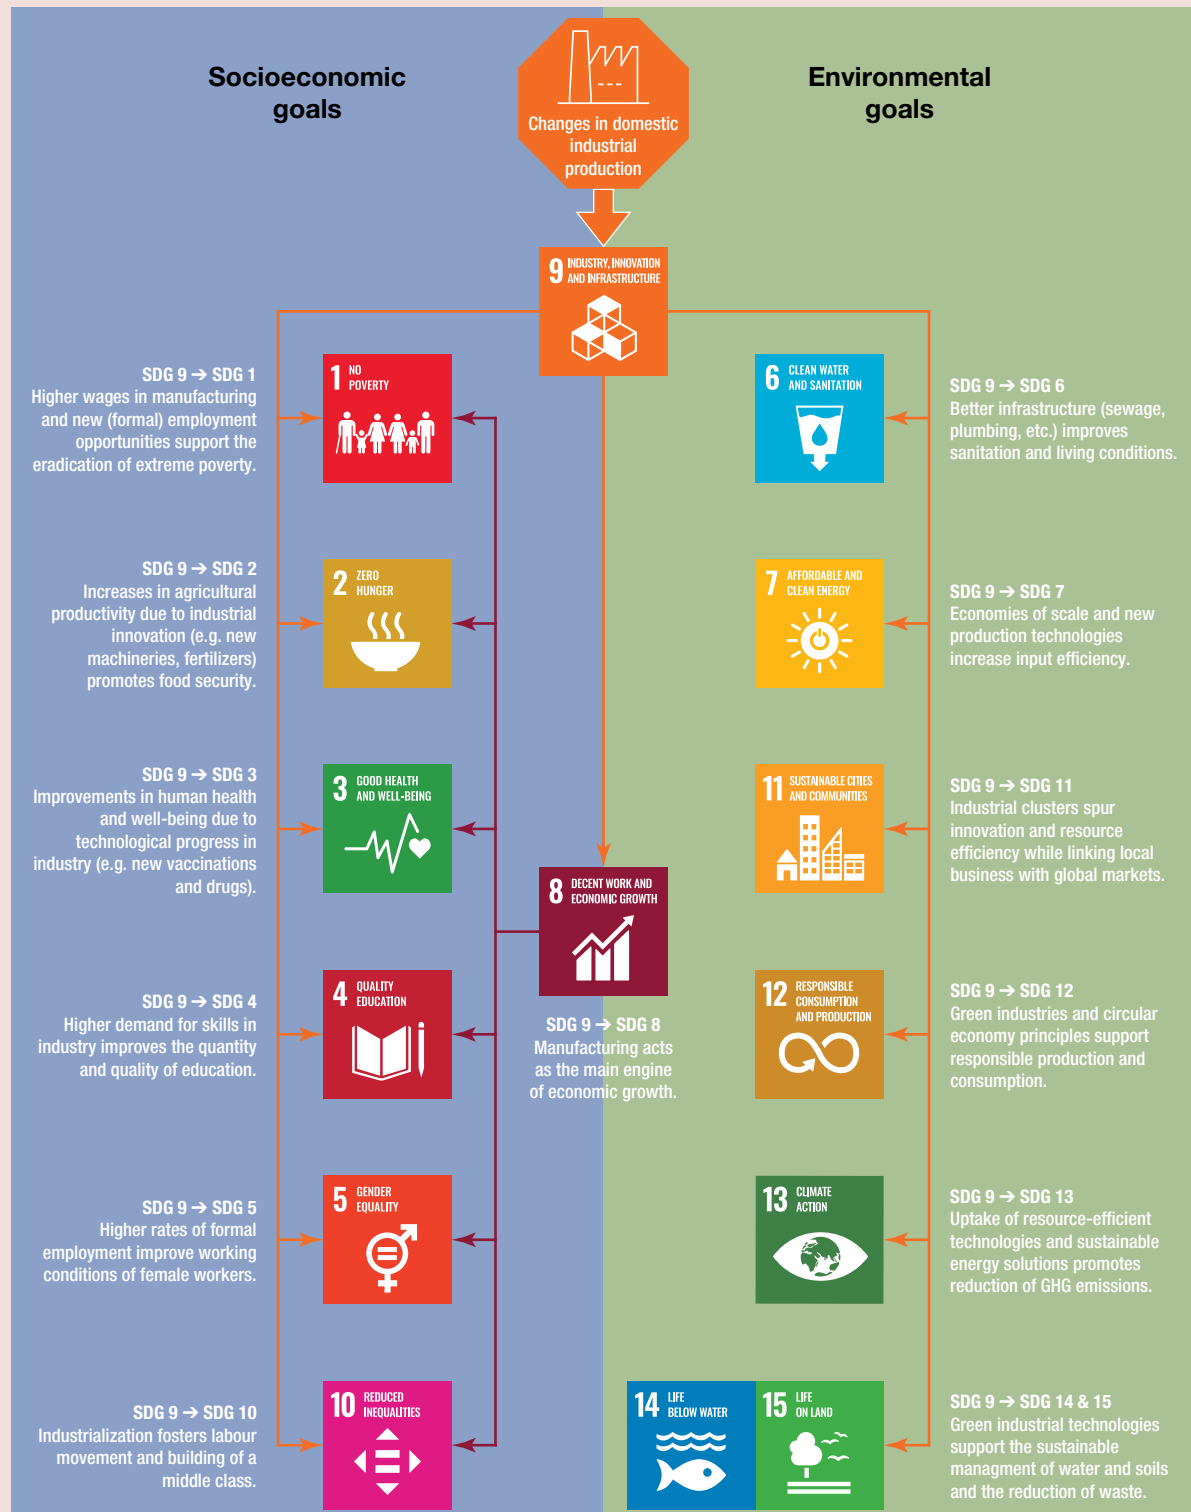 Socioeconomic
goals
Environmental
goals
Changes in domestic
industrial
production
9 INDUSTRY, INNOVATION
AND INFRASTRUCTURE
SDG 9 → SDG 1
Higher wages in manufacturing
and new (formal) employment
opportunities support the
eradication of extreme poverty.
1 NO
POVERTY
6 CLEAN WATER
AND SANITATION
SDG 9 → SDG 6
Better infrastructure (sewage,
plumbing, etc.) improves
sanitation and living conditions.
SDG 9 → SDG 2
Increases in agricultural
productivity due to industrial
innovation (e.g. new
machineries, fertilizers)
promotes food security.
2 ZERO
HUNGER
7 AFFORDABLE AND
CLEAN ENERGY
SDG 9 → SDG 7
Economies of scale and new
production technologies
increase input efficiency.
SDG 9 → SDG 3
Improvements in human health
and well-being due to
technological progress in
industry (e.g. new vaccinations
and drugs).
3 GOOD HEALTH
AND WELL-BEING
11 SUSTAINABLE CITIES
AND COMMUNITIES
SDG 9 → SDG 11
Industrial clusters spur
innovation and resource
efficiency while linking local
business with global markets.
8 DECENT WORK AND
ECONOMIC GROWTH
SDG 9 → SDG 8
Manufacturing acts
as the main engine
of economic growth.
SDG 9 → SDG 4
Higher demand for skills in
industry improves the quantity
and quality of education.
4 QUALITY
EDUCATION
12 RESPONSIBLE
CONSUMPTION
AND PRODUCTION
SDG 9 → SDG 12
Green industries and circular
economy principles support
responsible production and
consumption.
SDG 9 → SDG 5
Higher rates of formal
employment improve working
conditions of female workers.
5 GENDER
EQUALITY
13 CLIMATE
ACTION
SDG 9 → SDG 13
Uptake of resource-efficient
technologies and sustainable
energy solutions promotes
reduction of GHG emissions.
SDG 9 → SDG 10
Industrialization fosters labour
movement and building of a
middle class.
10 REDUCED
INEQUALITIES
14 LIFE
BELOW WATER
15 LIFE
ON LAND
SDG 9 → SDG 14 & 15
Green industrial technologies
support the sustainable
managment of water and soils
and the reduction of waste.